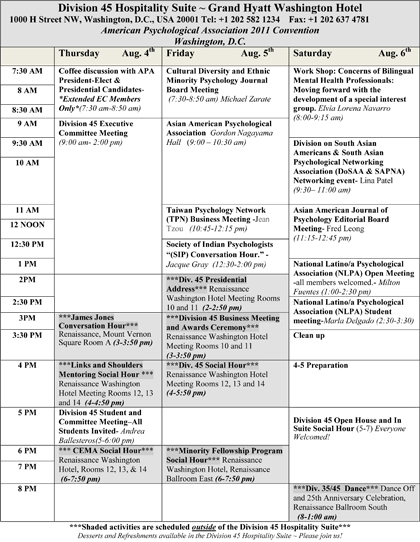 Division 45 Hospitality Suite ~ Grand Hyatt Washington Hotel
1000 H Street NW, Washington, D.C., USA 20001 Tel: +1 202 582 1234 Fax: +1 202 637 4781
American Psychological Association 2011 Convention
Washington, D.C.
Thursday Aug. 4th
Friday Aug. 5th
Saturday Aug. 6th
7:30 AM
8 AM
8:30 AM
Coffee discussion with APA
President-Elect &
Presidential Candidates-
*Extended EC Members
Only*(7:30 am-8:50 am)
Cultural Diversity and Ethnic
Minority Psychology Journal
Board Meeting
(7:30-8:50 am) Michael Zarate
Work Shop: Concerns of Bilingual
Mental Health Professionals:
Moving forward with the
development of a special interest
group. Elvia Lorena Navarro
(8:00-9:15 am)
9 AM
9:30 AM
10 AM
Division 45 Executive
Committee Meeting
(9:00 am- 2:00 pm)
Asian American Psychological
Association Gordon Nagayama
Hall (9:00 – 10:30 am)
Division on South Asian
Americans & South Asian
Psychological Networking
Association (DoSAA & SAPNA)
Networking event- Lina Patel
(9:30– 11:00 am)
11 AM
12 NOON
Taiwan Psychology Network
(TPN) Business Meeting -Jean
Tzou (10:45-12:15 pm)
Asian American Journal of
Psychology Editorial Board
Meeting- Fred Leong
(11:15-12:45 pm)
12:30 PM
1 PM
Society of Indian Psychologists
“(SIP) Conversation Hour.” -
Jacque Gray (12:30-2:00 pm)
National Latino/a Psychological
Association (NLPA) Open Meeting
-all members welcomed.- Milton
Fuentes (1:00-2:30 pm)
2PM
2:30 PM
***Div. 45 Presidential
Address*** Renaissance
Washington Hotel Meeting Rooms
10 and 11 (2-2:50 pm)
National Latino/a Psychological
Association (NLPA) Student
meeting-Marla Delgado (2:30-3:30)
3PM
3:30 PM
***James Jones
Conversation Hour***
Renaissance, Mount Vernon
Square Room A (3-3:50 pm)
***Division 45 Business Meeting
and Awards Ceremony***
Renaissance Washington Hotel
Meeting Rooms 10 and 11
(3-3:50 pm)
Clean up
4 PM
***Links and Shoulders
Mentoring Social Hour ***
Renaissance Washington
Hotel Meeting Rooms 12, 13
and 14 (4-4:50 pm)
***Div. 45 Social Hour***
Renaissance Washington Hotel
Meeting Rooms 12, 13 and 14
(4-5:50 pm)
4-5 Preparation
5 PM
Division 45 Student and
Committee Meeting–All
Students Invited- Andrea
Ballesteros(5-6:00 pm)
Division 45 Open House and In
Suite Social Hour (5-7) Everyone
Welcomed!
6 PM
7 PM
*** CEMA Social Hour***
Renaissance Washington
Hotel, Rooms 12, 13, & 14
(6-7:50 pm)
***Minority Fellowship Program
Social Hour*** Renaissance
Washington Hotel, Renaissance
Ballroom East (6-7:50 pm)
8 PM
***Div. 35/45 Dance*** Dance Off
and 25th Anniversary Celebration,
Renaissance Ballroom South
(8-1:00 am)
***Shaded activities are scheduled outside of the Division 45 Hospitality Suite***
Desserts and Refreshments available in the Division 45 Hospitality Suite ~ Please join us!